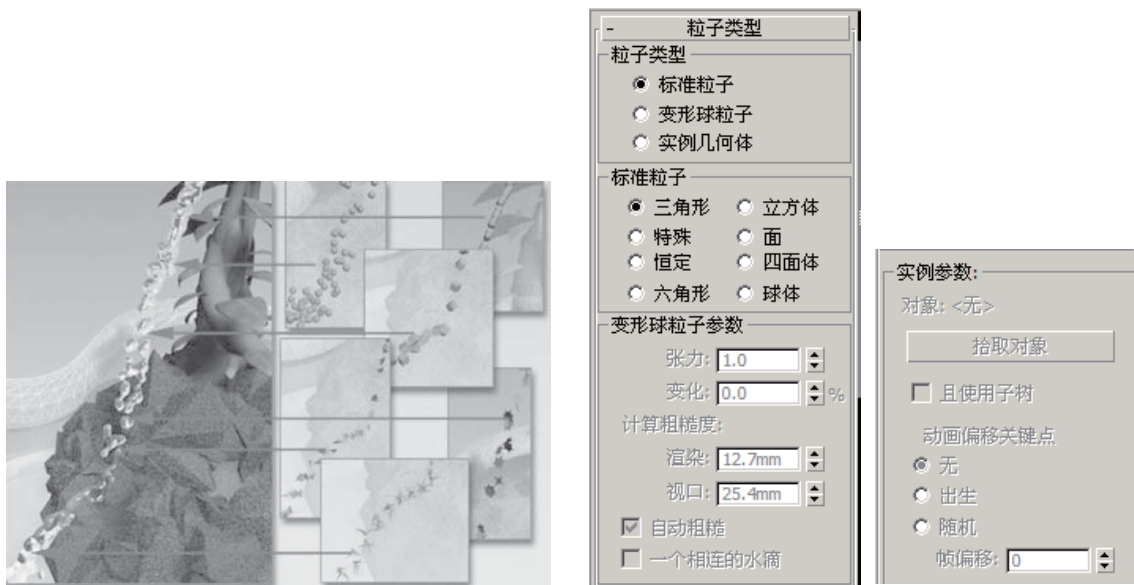 - 粒子类型
粒子类型
标准粒子
变形球粒子
实例几何体
标准粒子
三角形 立方体
特殊 面
恒定 四面体
六角形 球体
变形球粒子参数
张力: 1.0
变化: 0.0 %
计算粗糙度:
渲染: 12.7mm
视口: 25.4mm
自动粗糙
一个相连的水滴
实例参数:
对象: <无>
拾取对象
且使用子树
动画偏移关键点
无
出生
随机
帧偏移: 0